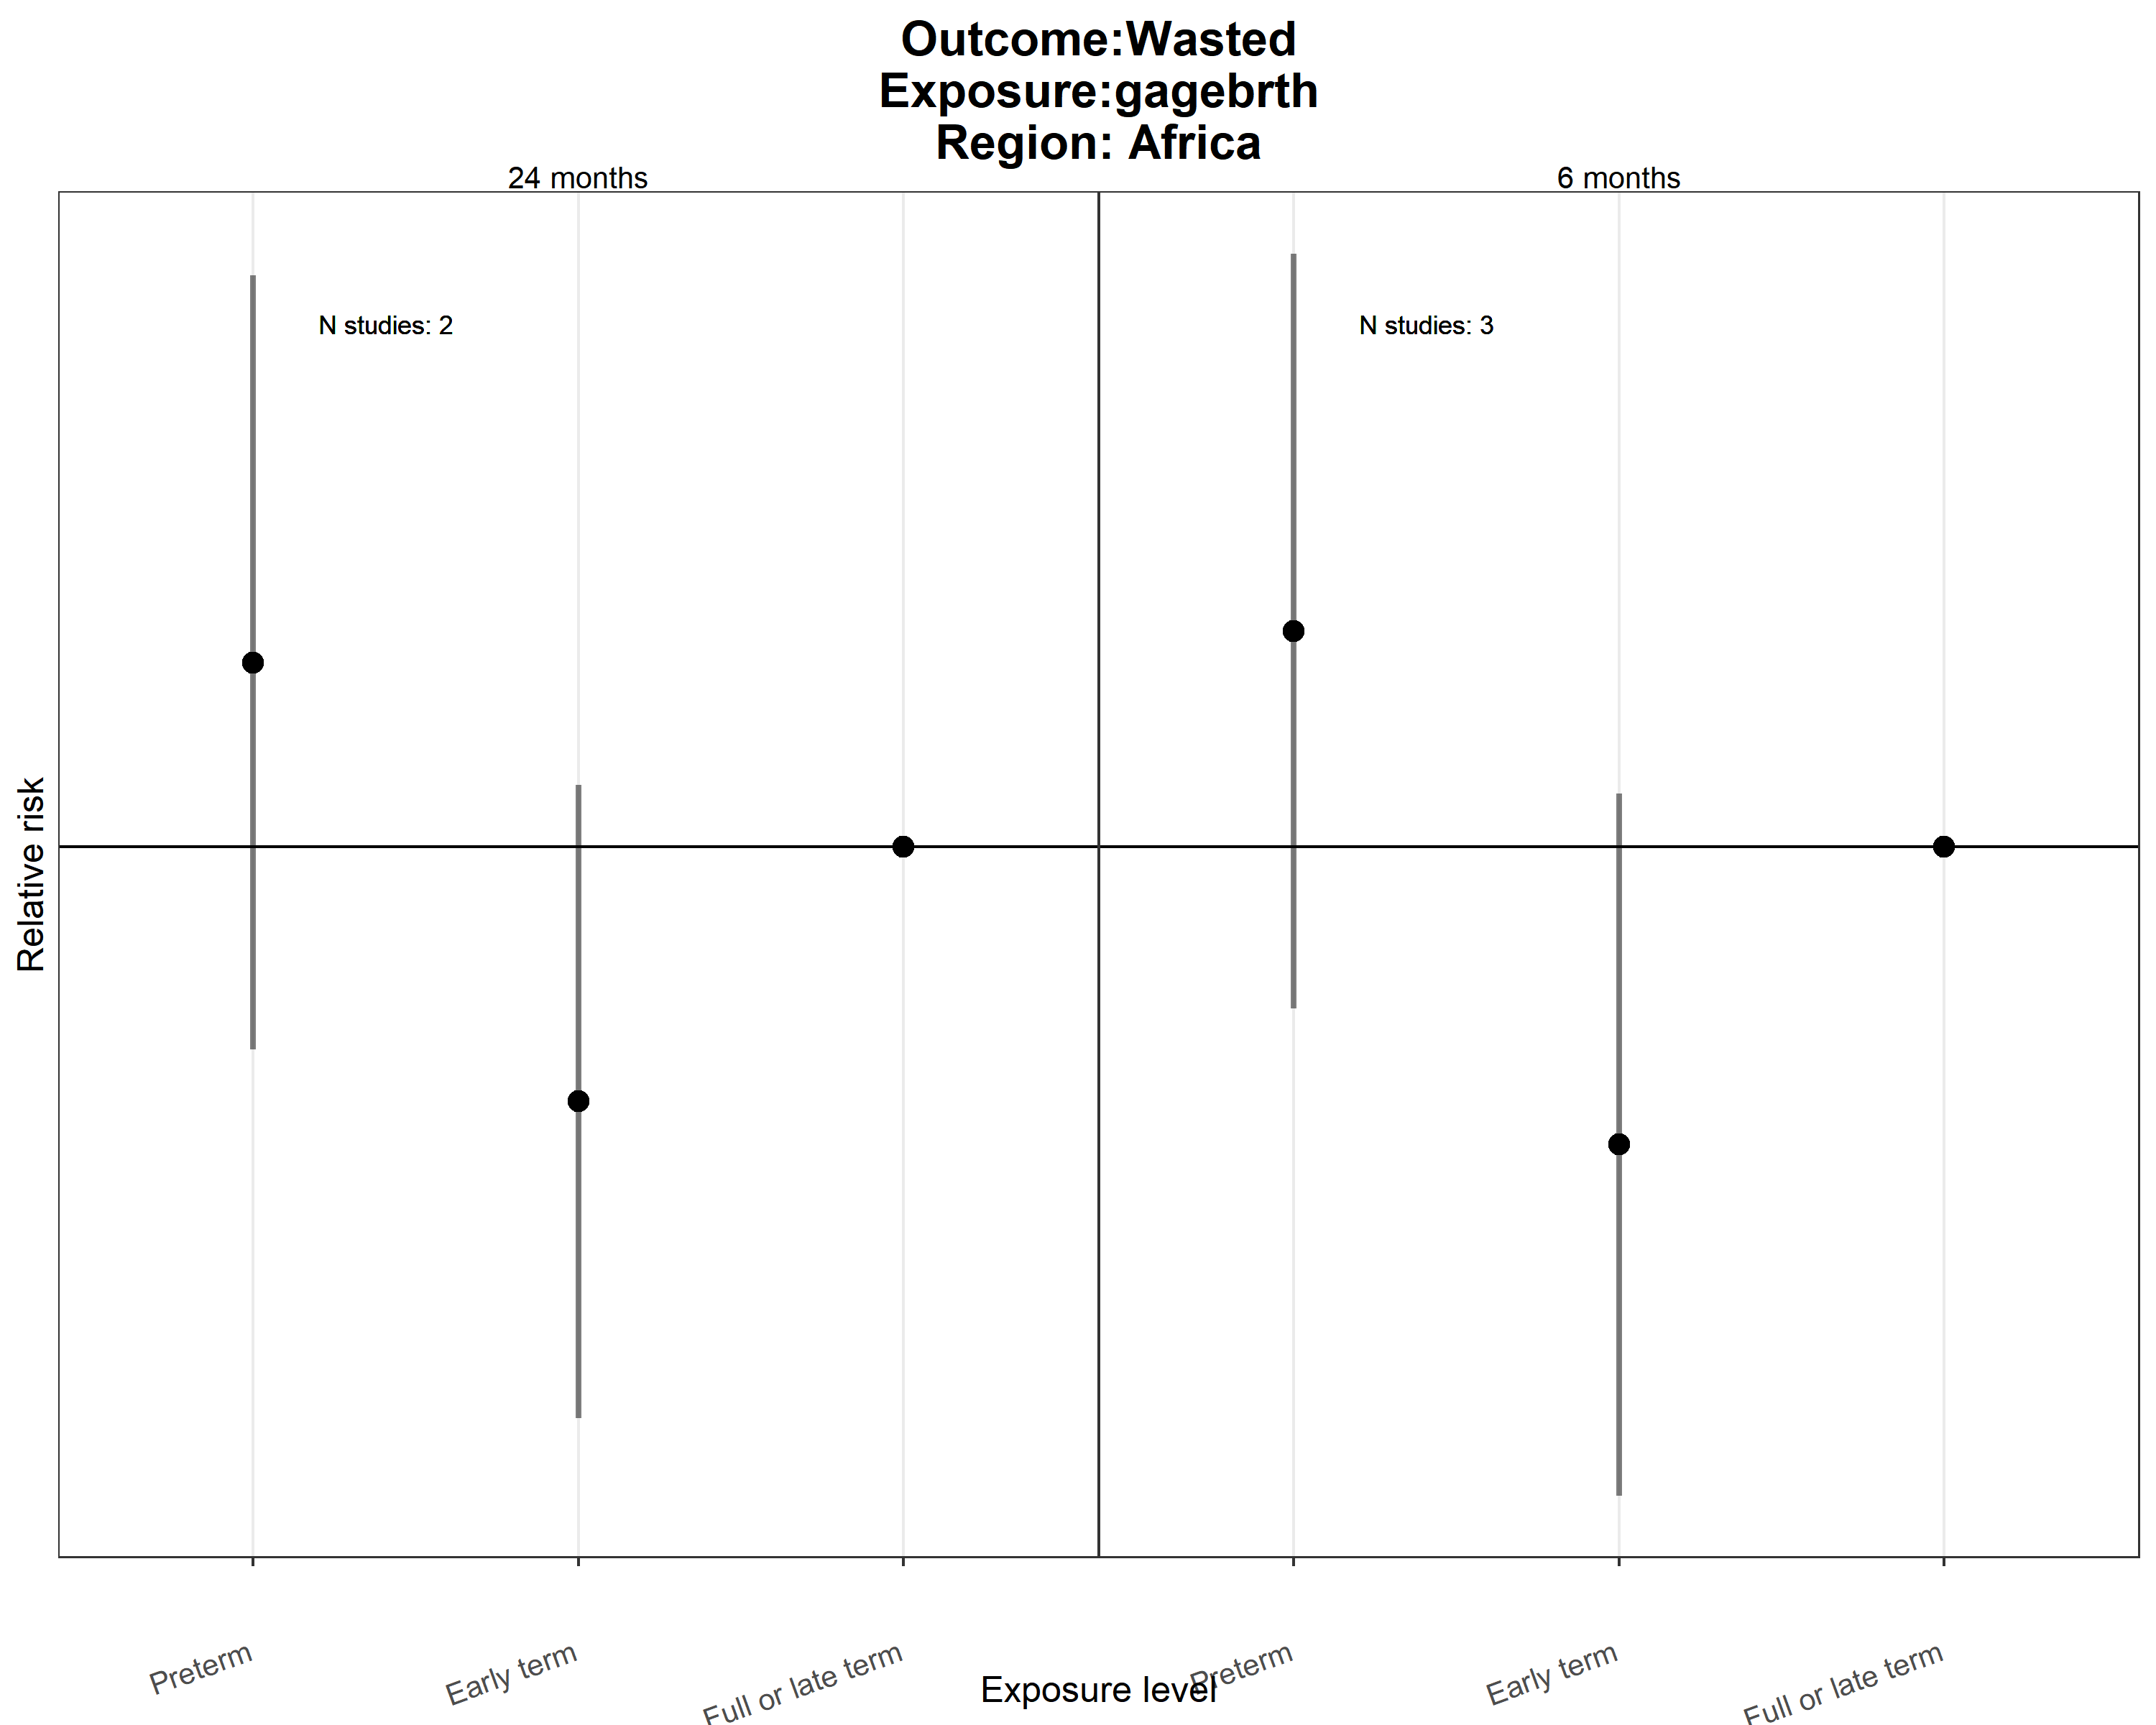 Outcome:Wasted
Exposure:gagebrth
Region: Africa
24 months
6 months
N studies: 2
N studies: 3
Relative risk
Preterm
Early term
Full or late term
Preterm
Early term
Full or late term
Exposure level